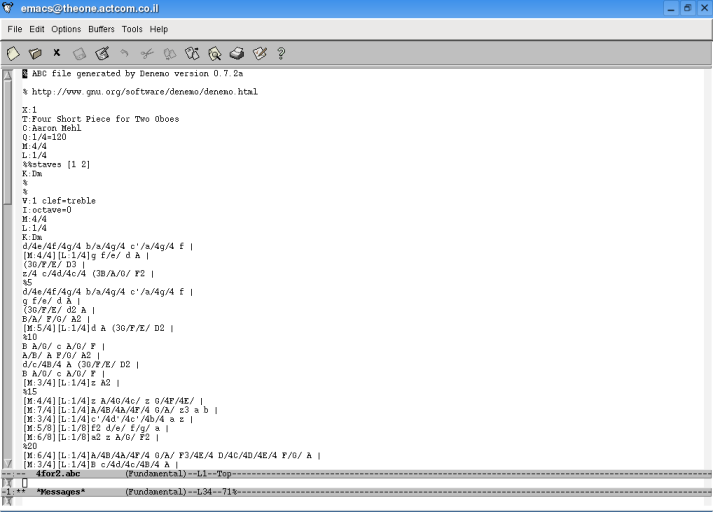 emacs@theone.actcom.co.il
File Edit Options Buffers Tools Help
% ABC file generated by Denemo version 0.7.2a
% http://www.gnu.org/software/denemo/denemo.html
X:1
T:Four Short Piece for Two Oboes
C:Aaron Mehl
Q:1/4=120
M:4/4
L:1/4
%%staves [1 2]
K:Dm
%
%
V:1 clef=treble
I:octave=0
M:4/4
L:1/4
K:Dm
d/4e/4f/4g/4 b/a/4g/4 c'/a/4g/4 f |
[M:4/4][L:1/4]g f/e/ d A |
(3G/F/E/ D3 |
z/4 c/4d/4c/4 (3B/A/G/ F2 |
%5
d/4e/4f/4g/4 b/a/4g/4 c'/a/4g/4 f |
g f/e/ d A |
(3G/F/E/ d2 A |
B/A/ F/G/ A2 |
[M:5/4][L:1/4]d A (3G/F/E/ D2 |
%10
B A/G/ c A/G/ F |
A/B/ A F/G/ A2 |
d/c/4B/4 A (3G/F/E/ D2 |
B A/G/ c A/G/ F |
[M:3/4][L:1/4]z A2 |
%15
[M:4/4][L:1/4]z A/4G/4c/ z G/4F/4E/ |
[M:7/4][L:1/4]A/4B/4A/4F/4 G/A/ z3 a b |
[M:3/4][L:1/4]c'/4d'/4c'/4b/4 a z |
[M:5/8][L:1/8]f2 d/e/ f/g/ a |
[M:6/8][L:1/8]a2 z A/G/ F2 |
%20
[M:6/4][L:1/4]A/4B/4A/4F/4 G/A/ F3/4E/4 D/4C/4D/4E/4 F/G/ A |
[M:3/4][L:1/4]B c/4d/4c/4B/4 A |
--:-- 4for2.abc (Fundamental)--L1--Top
-1:** *Messages* (Fundamental)--L34--71%